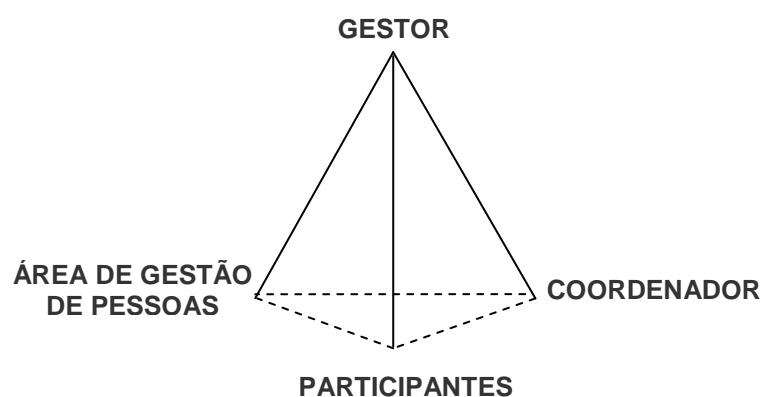 GESTOR
ÁREA DE GESTÃO
DE PESSOAS
COORDENADOR
PARTICIPANTES